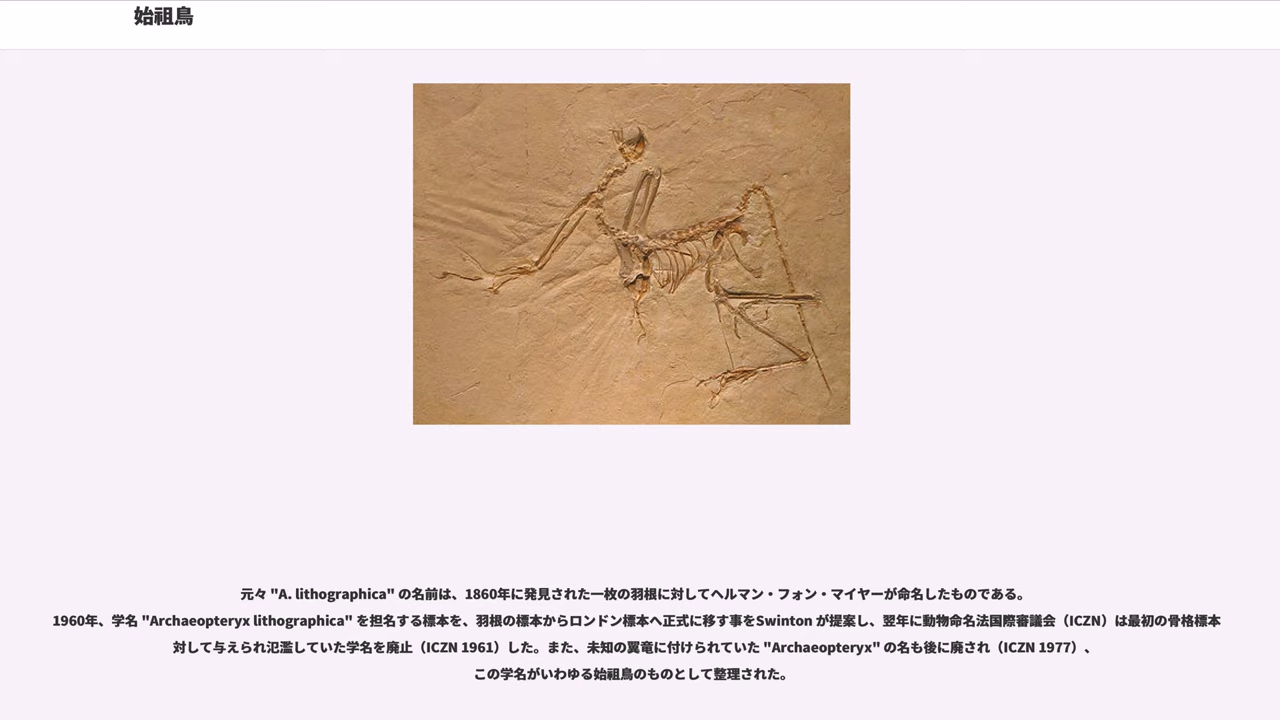 始祖鳥
元々 "A. lithographica" の名前は、1860年に発見された一枚の羽根に対してヘルマン・フォン・マイヤーが命名したものである。
1960年、学名 "Archaeopteryx lithographica" を担名する標本を、羽根の標本からロンドン標本へ正式に移す事をSwinton が提案し、翌年に動物命名法国際審議会（ICZN）は最初の骨格標本
対して与えられ氾濫していた学名を廃止（ICZN 1961）した。また、未知の翼竜に付けられていた "Archaeopteryx" の名も後に廃され（ICZN 1977）、
この学名がいわゆる始祖鳥のものとして整理された。